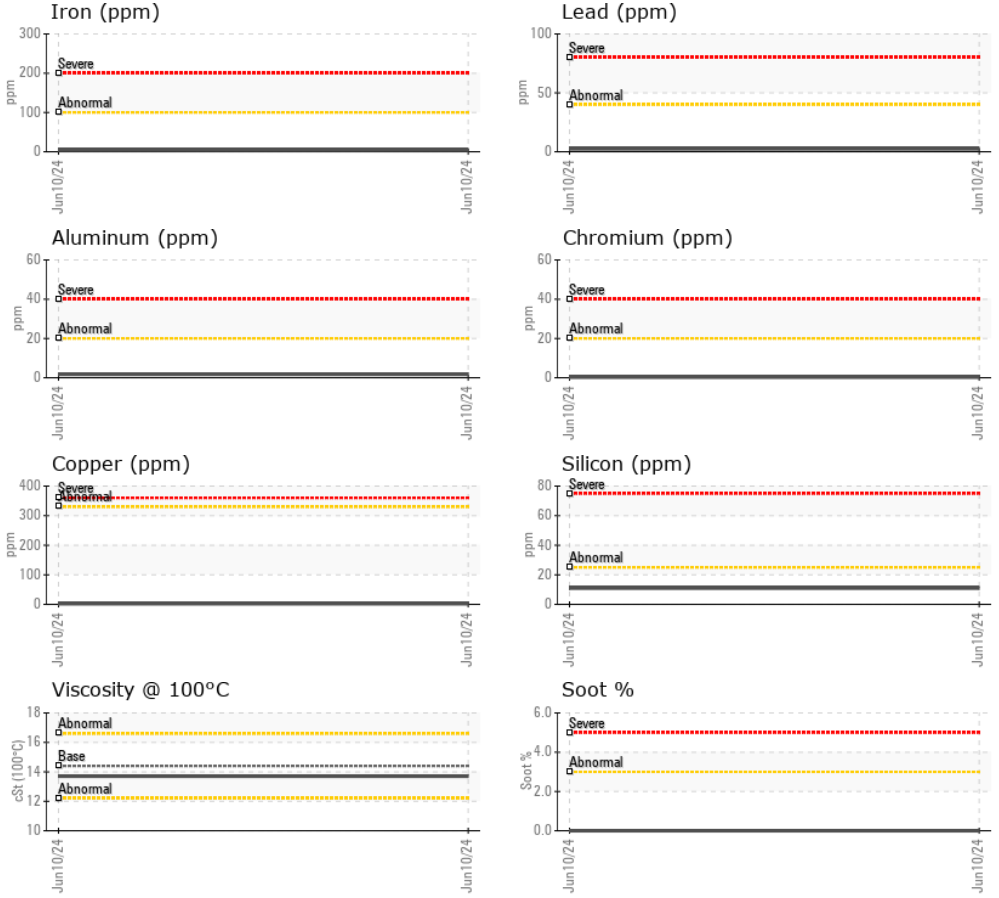 Iron (ppm)
300
200
100
0
ppm
Severe
Abnormal
Jun10/24
Jun10/24
Lead (ppm)
100
50
0
ppm
Severe
Abnormal
Jun10/24
Jun10/24
Aluminum (ppm)
60
40
20
0
ppm
Severe
Abnormal
Jun10/24
Jun10/24
Chromium (ppm)
60
40
20
0
ppm
Severe
Abnormal
Jun10/24
Jun10/24
Copper (ppm)
400
300
200
100
0
ppm
Severe
Abnormal
Jun10/24
Jun10/24
Silicon (ppm)
80
60
40
20
0
ppm
Severe
Abnormal
Jun10/24
Jun10/24
Viscosity @ 100°C
18
16
14
12
10
cSt (100°C)
Abnormal
Base
Abnormal
Jun10/24
Jun10/24
Soot %
6.0
4.0
2.0
0.0
Soot %
Severe
Abnormal
Jun10/24
Jun10/24